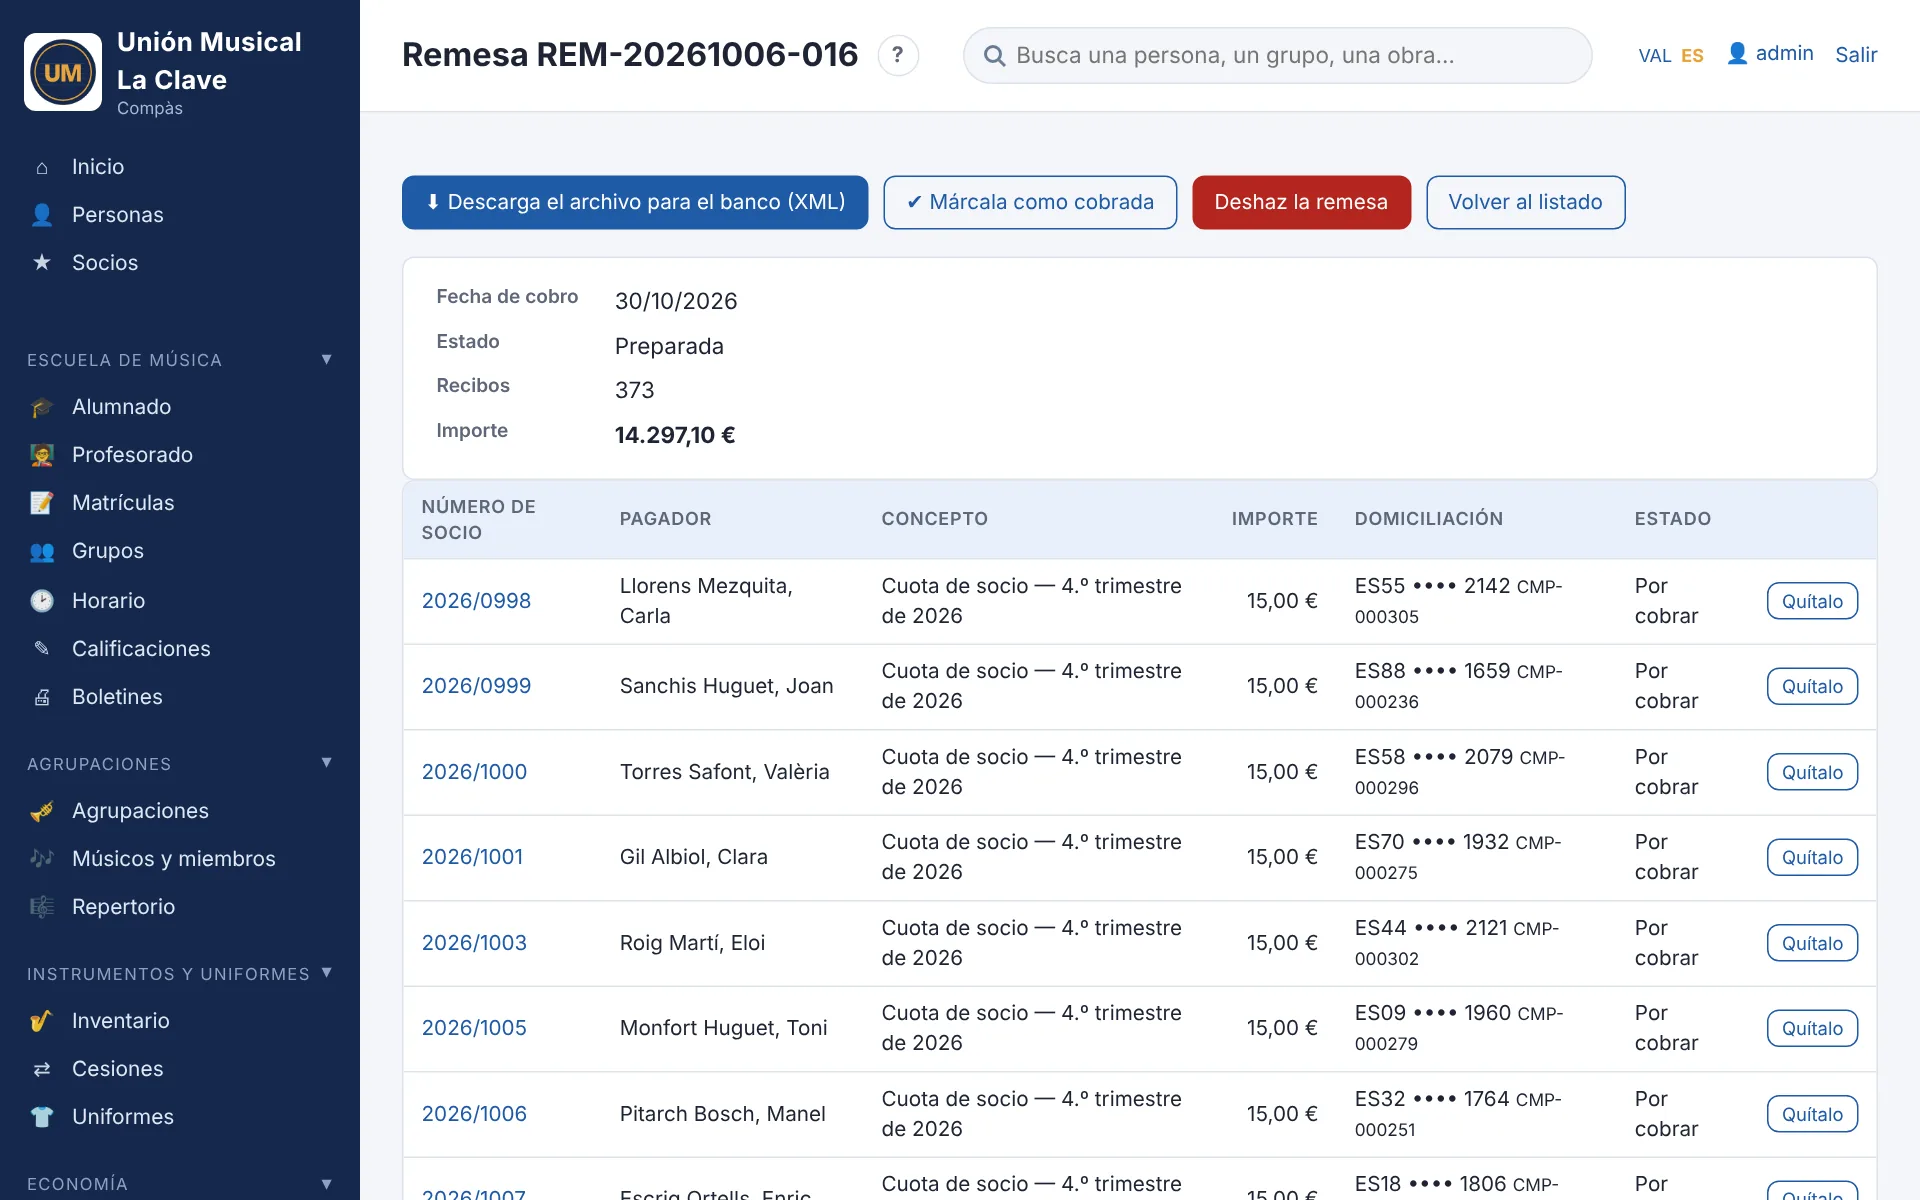 UM
Unión Musical
La Clave
Compàs
Inicio
Personas
Socios
ESCUELA DE MÚSICA
Alumnado
Profesorado
Matrículas
Grupos
Horario
Calificaciones
Boletines
AGRUPACIONES
Agrupaciones
Músicos y miembros
Repertorio
INSTRUMENTOS Y UNIFORMES
Inventario
Cesiones
Uniformes
ECONOMÍA
Remesa REM-20261006-016
?
Busca una persona, un grupo, una obra...
VAL ES
admin
Salir
Descarga el archivo para el banco (XML)
✔ Márcala como cobrada
Deshaz la remesa
Volver al listado
Fecha de cobro 30/10/2026
Estado Preparada
Recibos 373
Importe 14.297,10 €
NÚMERO DE
SOCIO
PAGADOR
CONCEPTO
IMPORTE
DOMICILIACIÓN
ESTADO
2026/0998
Llorens Mezquita,
Carla
Cuota de socio — 4.º trimestre
de 2026
15,00 €
ES55 •••• 2142 CMP-
000305
Por
cobrar
Quítalo
2026/0999
Sanchis Huguet, Joan
Cuota de socio — 4.º trimestre
de 2026
15,00 €
ES88 •••• 1659 CMP-
000236
Por
cobrar
Quítalo
2026/1000
Torres Safont, Valèria
Cuota de socio — 4.º trimestre
de 2026
15,00 €
ES58 •••• 2079 CMP-
000296
Por
cobrar
Quítalo
2026/1001
Gil Albiol, Clara
Cuota de socio — 4.º trimestre
de 2026
15,00 €
ES70 •••• 1932 CMP-
000275
Por
cobrar
Quítalo
2026/1003
Roig Martí, Eloi
Cuota de socio — 4.º trimestre
de 2026
15,00 €
ES44 •••• 2121 CMP-
000302
Por
cobrar
Quítalo
2026/1005
Monfort Huguet, Toni
Cuota de socio — 4.º trimestre
de 2026
15,00 €
ES09 •••• 1960 CMP-
000279
Por
cobrar
Quítalo
2026/1006
Pitarch Bosch, Manel
Cuota de socio — 4.º trimestre
de 2026
15,00 €
ES32 •••• 1764 CMP-
000251
Por
cobrar
Quítalo
2026/1007
Escrig Ortells, Enric
Cuota de socio — 4.º trimestre
15,00 €
ES18 •••• 1806 CMP-
Por
Quítalo